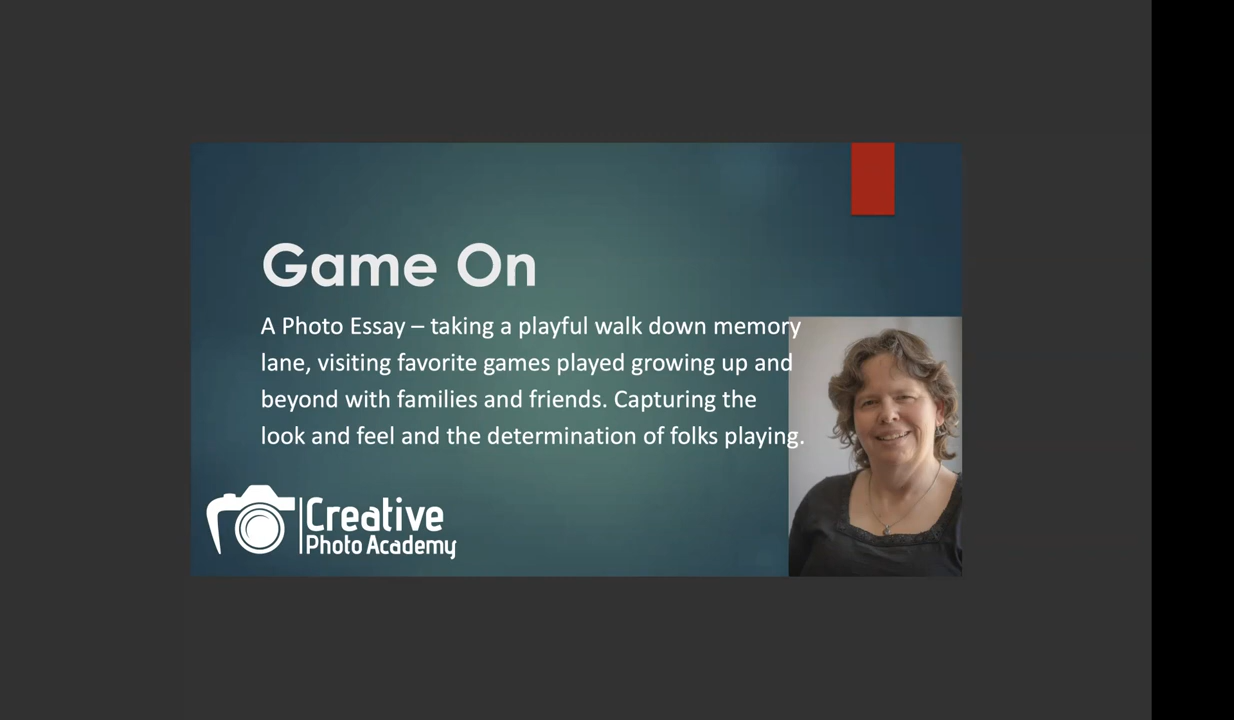 Game On
A Photo Essay – taking a playful walk down memory
lane, visiting favorite games played growing up and
beyond with families and friends. Capturing the
look and feel and the determination of folks playing.
Creative
Photo Academy